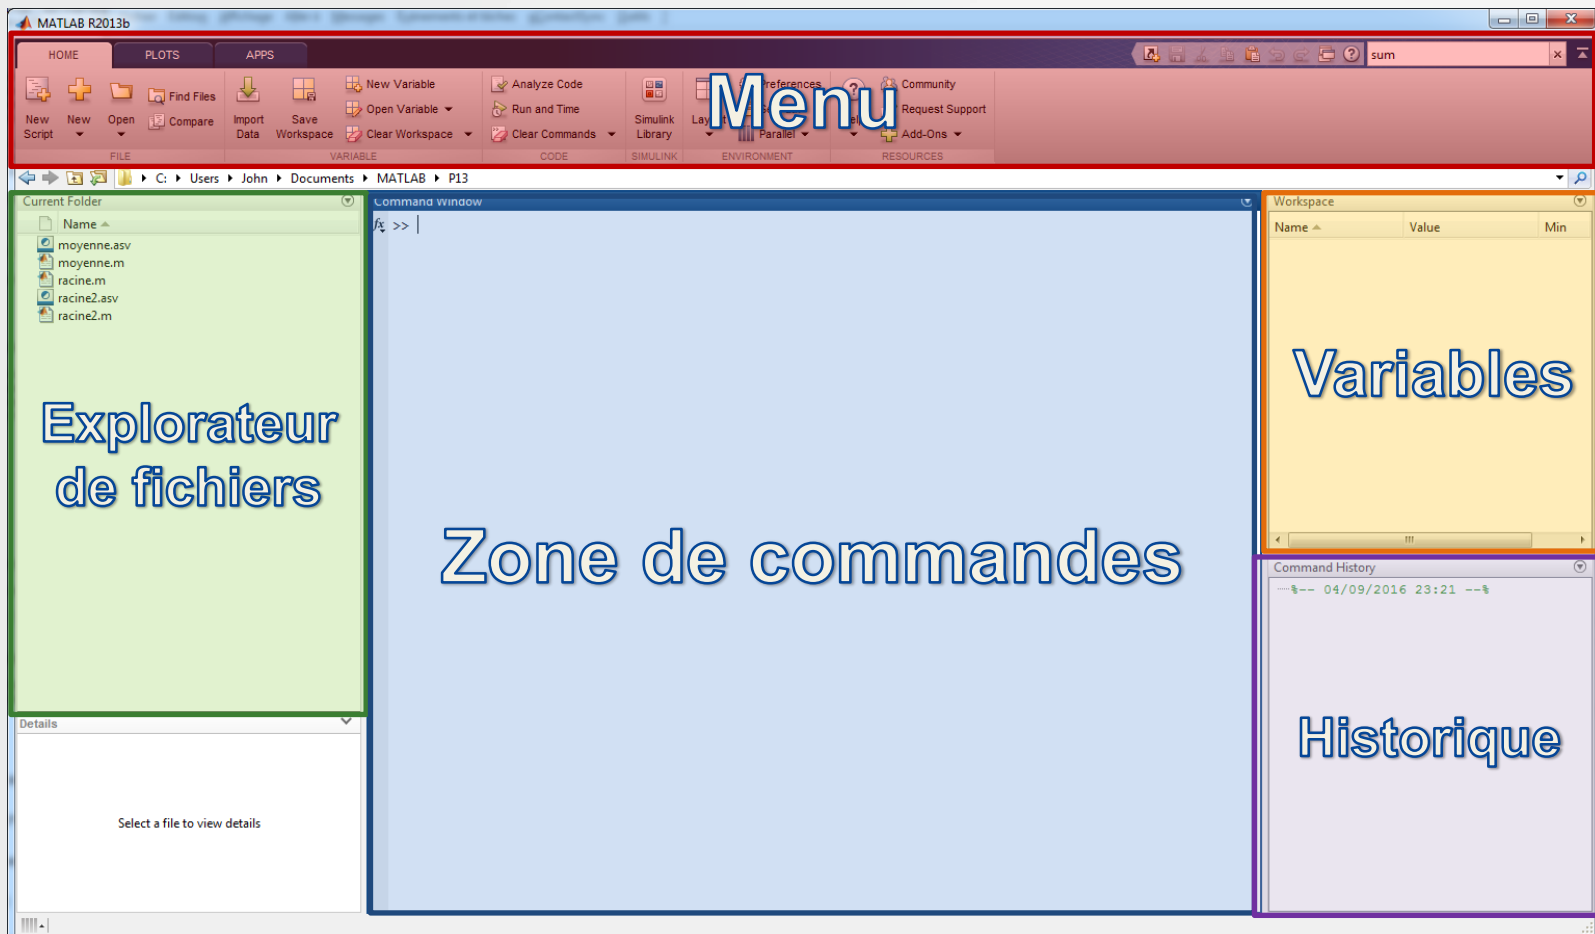 MATLAB R2013b
HOME PLOTS APPS
sum
New Script
New
Open
Find Files
Compare
Import Data
Save Workspace
New Variable
Open Variable
Clear Workspace
Analyze Code
Run and Time
Clear Commands
Simulink Library
Preferences
Parallel
Community
Request Support
Add-Ons
Menu
FILE VARIABLE CODE SIMULINK ENVIRONMENT RESOURCES
C: Users John Documents MATLAB P13
Current Folder
Name
moyenne.asv
moyenne.m
racine.m
racine2.asv
racine2.m
Explorateur
de fichiers
Details
Select a file to view details
Command Window
fx >>
Zone de commandes
Workspace
Name Value Min
Variables
Command History
%-- 04/09/2016 23:21 --%
Historique